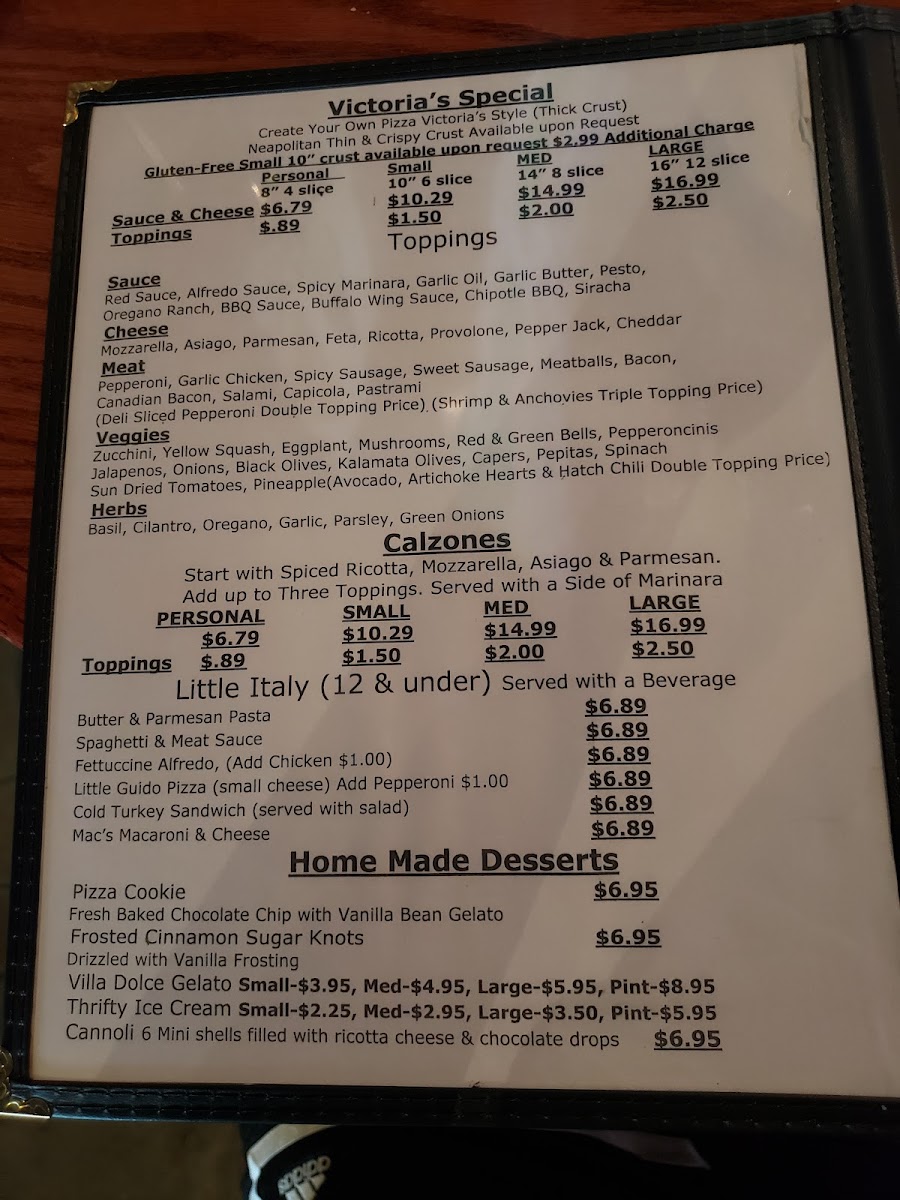 Victoria's Special
Create Your Own Pizza Victoria's Style (Thick Crust)
Neapolitan Thin & Crispy Crust Available upon Request
Gluten-Free Small 10" crust available upon request $2.99 Additional Charge
Personal Small MED LARGE
8" 4 slice 10" 6 slice 14" 8 slice 16" 12 slice
Sauce & Cheese $6.79 $10.29 $14.99 $16.99
Toppings $.89 $1.50 $2.00 $2.50
Toppings
Sauce
Red Sauce, Alfredo Sauce, Spicy Marinara, Garlic Oil, Garlic Butter, Pesto,
Oregano Ranch, BBQ Sauce, Buffalo Wing Sauce, Chipotle BBQ, Siracha
Cheese
Mozzarella, Asiago, Parmesan, Feta, Ricotta, Provolone, Pepper Jack, Cheddar
Meat
Pepperoni, Garlic Chicken, Spicy Sausage, Sweet Sausage, Meatballs, Bacon,
Canadian Bacon, Salami, Capicola, Pastrami
(Deli Sliced Pepperoni Double Topping Price) (Shrimp & Anchovies Triple Topping Price)
Veggies
Zucchini, Yellow Squash, Eggplant, Mushrooms, Red & Green Bells, Pepperoncinis
Jalapenos, Onions, Black Olives, Kalamata Olives, Capers, Pepitas, Spinach
Sun Dried Tomatoes, Pineapple(Avocado, Artichoke Hearts & Hatch Chili Double Topping Price)
Herbs
Basil, Cilantro, Oregano, Garlic, Parsley, Green Onions
Calzones
Start with Spiced Ricotta, Mozzarella, Asiago & Parmesan.
Add up to Three Toppings. Served with a Side of Marinara
PERSONAL SMALL MED LARGE
$6.79 $10.29 $14.99 $16.99
Toppings $.89 $1.50 $2.00 $2.50
Little Italy (12 & under) Served with a Beverage
Butter & Parmesan Pasta $6.89
Spaghetti & Meat Sauce $6.89
Fettuccine Alfredo, (Add Chicken $1.00) $6.89
Little Guido Pizza (small cheese) Add Pepperoni $1.00 $6.89
Cold Turkey Sandwich (served with salad) $6.89
Mac's Macaroni & Cheese $6.89
Home Made Desserts
Pizza Cookie $6.95
Fresh Baked Chocolate Chip with Vanilla Bean Gelato
Frosted Cinnamon Sugar Knots $6.95
Drizzled with Vanilla Frosting
Villa Dolce Gelato Small-$3.95, Med-$4.95, Large-$5.95, Pint-$8.95
Thrifty Ice Cream Small-$2.25, Med-$2.95, Large-$3.50, Pint-$5.95
Cannoli 6 Mini shells filled with ricotta cheese & chocolate drops $6.95
adidas